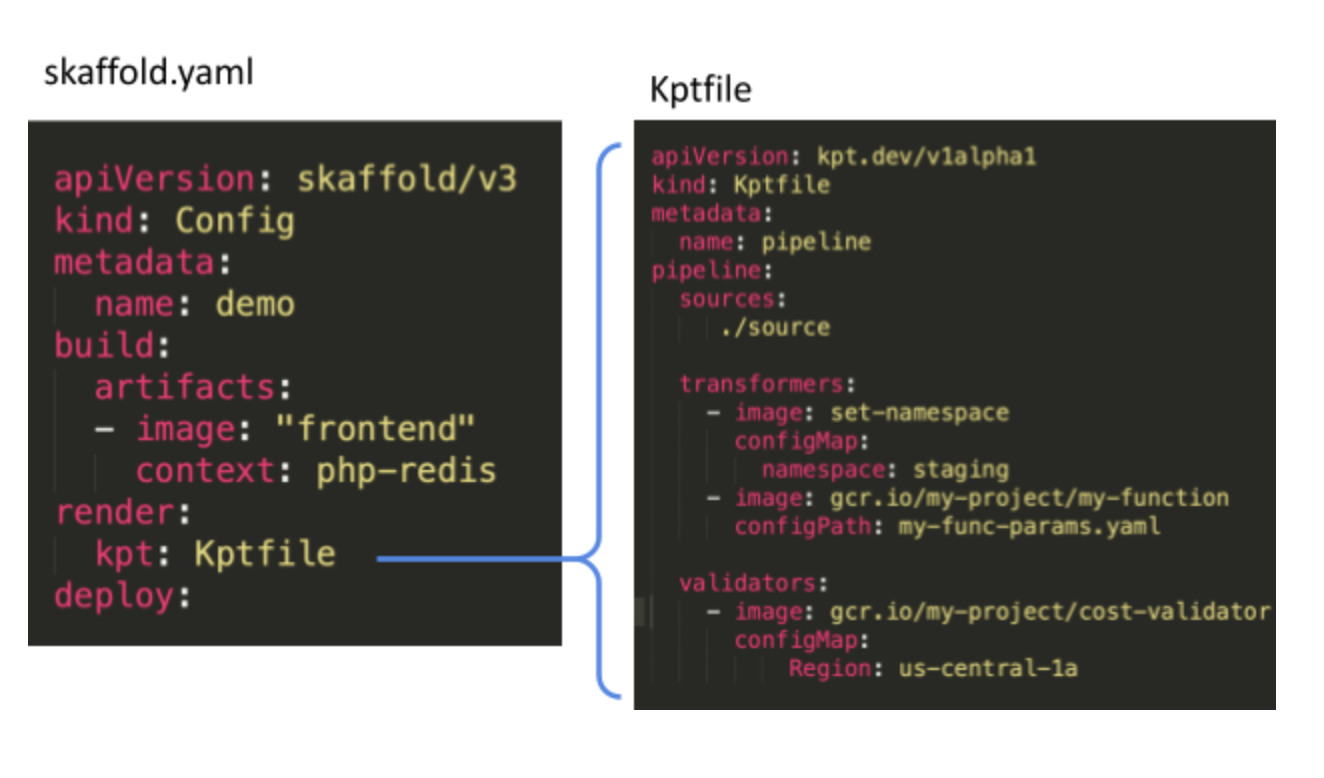 skaffold.yaml
apiVersion: skaffold/v3
kind: Config
metadata:
  name: demo
build:
  artifacts:
  - image: "frontend"
    context: php-redis
render:
  kpt: Kptfile
deploy:
Kptfile
apiVersion: kpt.dev/v1alpha1
kind: Kptfile
metadata:
  name: pipeline
pipeline:
  sources:
     ./source
  transformers:
    - image: set-namespace
      configMap:
        namespace: staging
    - image: gcr.io/my-project/my-function
      configPath: my-func-params.yaml
  validators:
    - image: gcr.io/my-project/cost-validator
      configMap:
          Region: us-central-1a